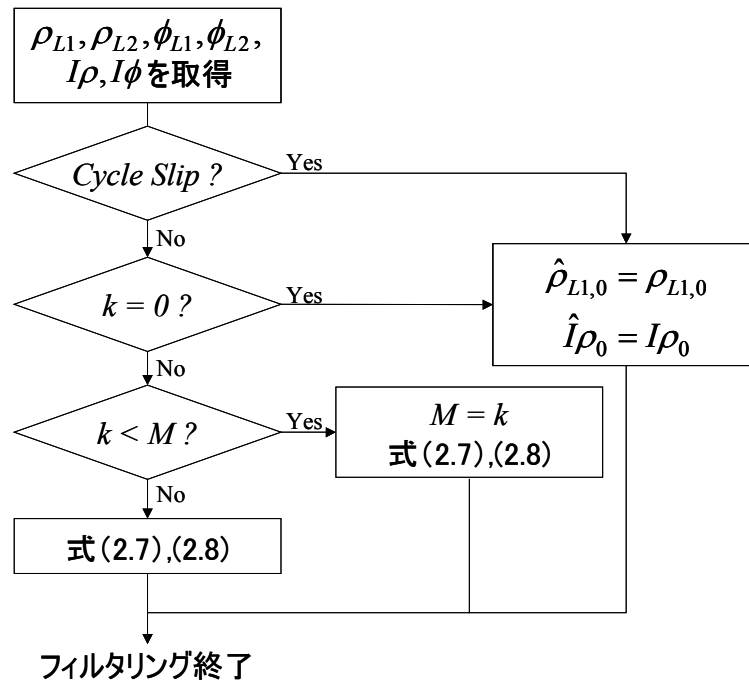 ρL1, ρL2, ϕL1, ϕL2,
Iρ, Iϕを取得
Cycle Slip ?
Yes
No
k = 0 ?
Yes
ρ̂L1,0 = ρL1,0
Îρ0 = Iρ0
No
k < M ?
Yes
M = k
式(2.7),(2.8)
No
式(2.7),(2.8)
フィルタリング終了